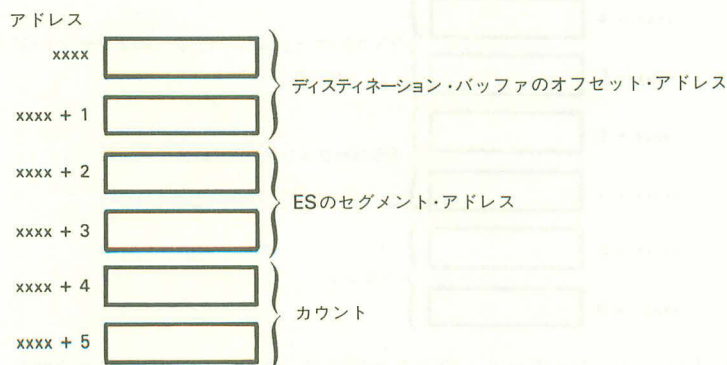 アドレス
xxxx
ディスティネーション・バッファのオフセット・アドレス
xxxx + 1
xxxx + 2
ESのセグメント・アドレス
xxxx + 3
xxxx + 4
カウント
xxxx + 5